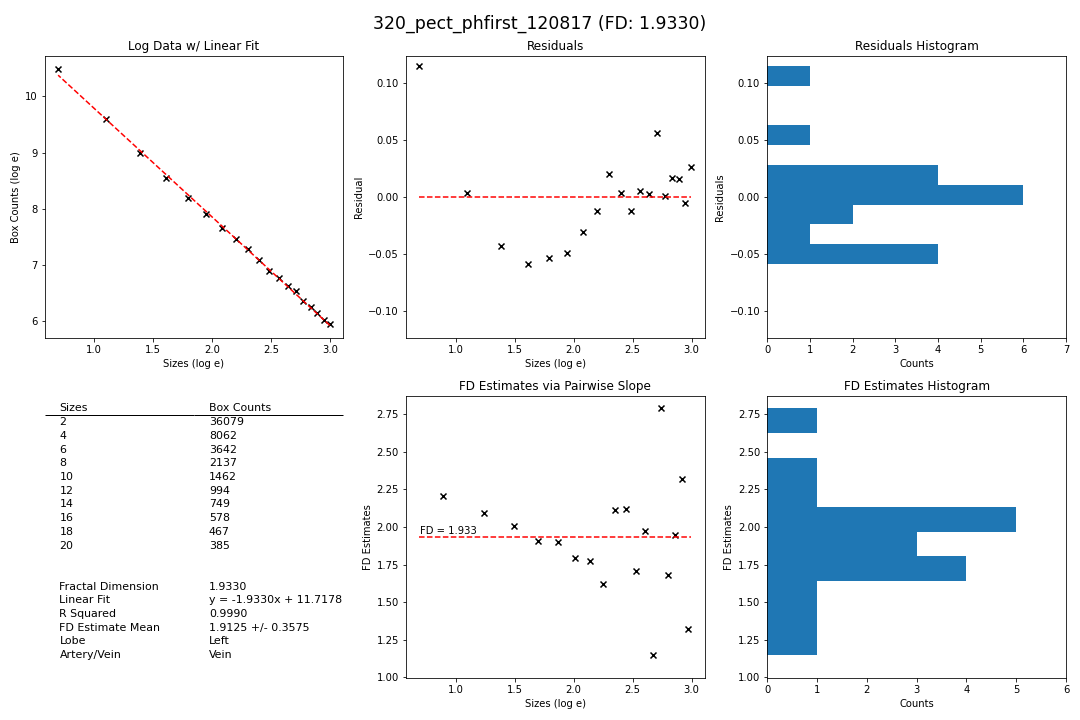 320_pect_phfirst_120817 (FD: 1.9330)
Log Data w/ Linear Fit
Box Counts (log e)
10
9
8
7
6
1.0 1.5 2.0 2.5 3.0
Sizes (log e)
Residuals
Residual
0.10
0.05
0.00
−0.05
−0.10
1.0 1.5 2.0 2.5 3.0
Sizes (log e)
Residuals Histogram
Residuals
0.10
0.05
0.00
−0.05
−0.10
0 1 2 3 4 5 6 7
Counts
Sizes Box Counts
2 36079
4 8062
6 3642
8 2137
10 1462
12 994
14 749
16 578
18 467
20 385
Fractal Dimension 1.9330
Linear Fit y = -1.9330x + 11.7178
R Squared 0.9990
FD Estimate Mean 1.9125 +/- 0.3575
Lobe Left
Artery/Vein Vein
FD Estimates via Pairwise Slope
FD Estimates
2.75
2.50
2.25
2.00
1.75
1.50
1.25
1.00
FD = 1.933
1.0 1.5 2.0 2.5 3.0
Sizes (log e)
FD Estimates Histogram
FD Estimates
2.75
2.50
2.25
2.00
1.75
1.50
1.25
1.00
0 1 2 3 4 5 6
Counts